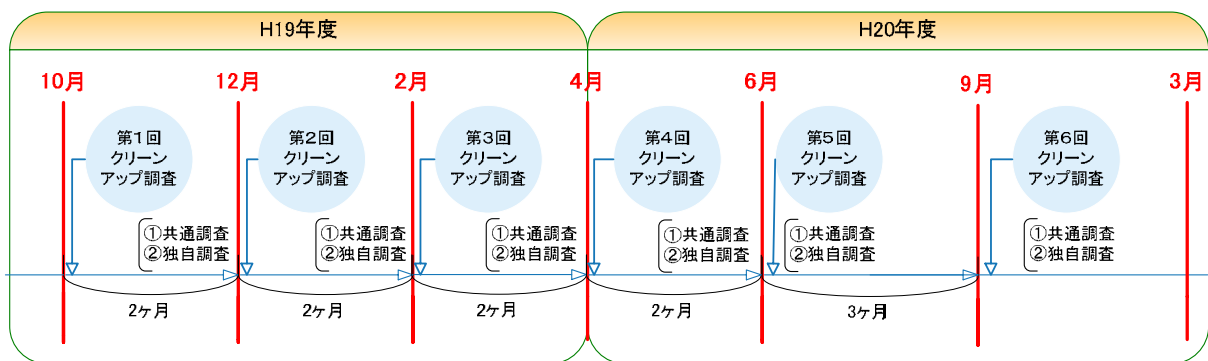 H19年度
H20年度
10月
12月
2月
4月
6月
9月
3月
第1回
クリーン
アップ調査
第2回
クリーン
アップ調査
第3回
クリーン
アップ調査
第4回
クリーン
アップ調査
第5回
クリーン
アップ調査
第6回
クリーン
アップ調査
①共通調査
②独自調査
①共通調査
②独自調査
①共通調査
②独自調査
①共通調査
②独自調査
①共通調査
②独自調査
①共通調査
②独自調査
2ヶ月
2ヶ月
2ヶ月
2ヶ月
3ヶ月